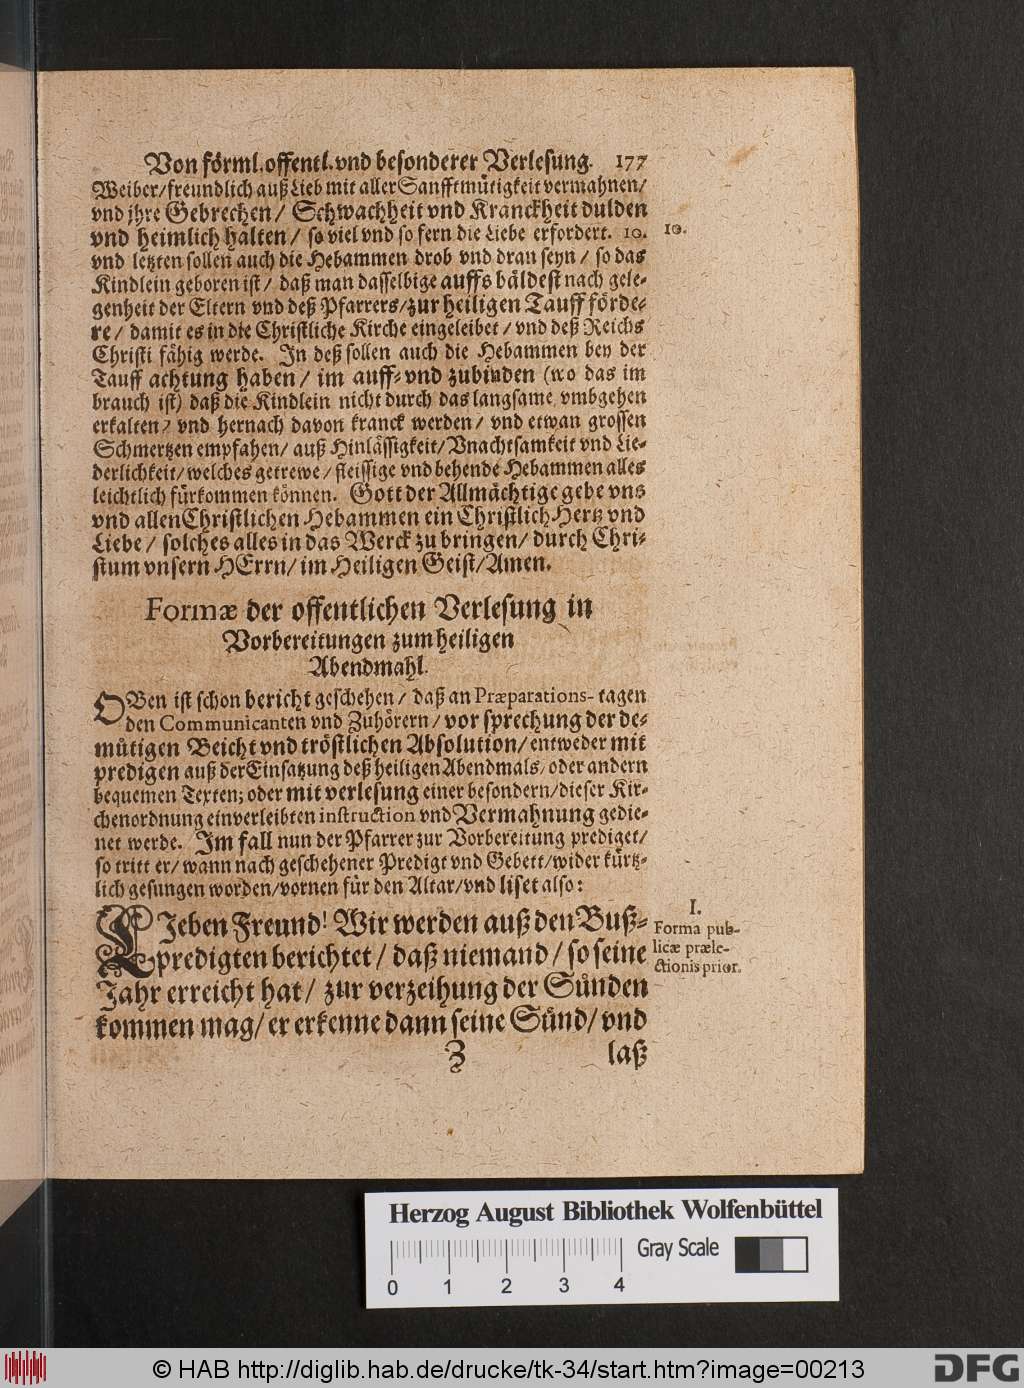 Von förml. offentl. vnd besonderer Verlesung. 177
Weiber/ freundlich auß Lieb mit aller Sanfftmütigkeit vermahnen/
vnd jhre Gebrechen/ Schwachheit vnd Kranckheit dulden
vnd heimlich halten/ so viel vnd so fern die Liebe erfordert. 10. 10.
vnd letzten sollen auch die Hebammen drob vnd dran seyn/ so das
Kindlein geboren ist/ daß man dasselbige auffs bäldest nach gele-
genheit der Eltern vnd deß Pfarrers/ zur heiligen Tauff förde-
re/ damit es in die Christliche Kirche eingeleibet/ vnd deß Reichs
Christi fähig werde. In deß sollen auch die Hebammen bey der
Tauff achtung haben/ im auff- vnd zubinden (wo das im
brauch ist) daß die Kindlein nicht durch das langsame vmbgehen
erkalten/ vnd hernach davon kranck werden/ vnd etwan grossen
Schmertzen empfahen/ auß Hinlässigkeit/ Vnachtsamkeit vnd Lie-
derlichkeit/ welches getrewe/ fleissige vnd behende Hebammen alles
leichtlich fürkommen können. Gott der Allmächtige gebe vns
vnd allen Christlichen Hebammen ein Christlich Hertz vnd
Liebe/ solches alles in das Werck zu bringen/ durch Chri-
stum vnsern HErrn/ im Heiligen Geist/ Amen.
Formæ der offentlichen Verlesung in
Vorbereitungen zum heiligen
Abendmahl.
OBen ist schon bericht geschehen/ daß an Præparations-tagen
den Communicanten vnd Zuhörern/ vor sprechung der de-
mütigen Beicht vnd tröstlichen Absolution/ entweder mit
predigen auß der Einsatzung deß heiligen Abendmals/ oder andern
bequemen Texten; oder mit verlesung einer besondern/ dieser Kir-
chenordnung einverleibten instruction vnd Vermahnung gedie-
net werde. Im fall nun der Pfarrer zur Vorbereitung prediget/
so tritt er/ wann nach geschehener Predigt vnd Gebett/ wider kürtz-
lich gesungen worden/ vornen für den Altar/ vnd liset also:
I.
Forma pub-
licæ præle-
ctionis prior.
LJeben Freund! Wir werden auß den Buß-
predigten berichtet/ daß niemand/ so seine
Jahr erreicht hat/ zur verzeihung der Sünden
kommen mag/ er erkenne dann seine Sünd/ vnd
Z laß
Herzog August Bibliothek Wolfenbüttel
Gray Scale
0 1 2 3 4
© HAB http://diglib.hab.de/drucke/tk-34/start.htm?image=00213
DFG